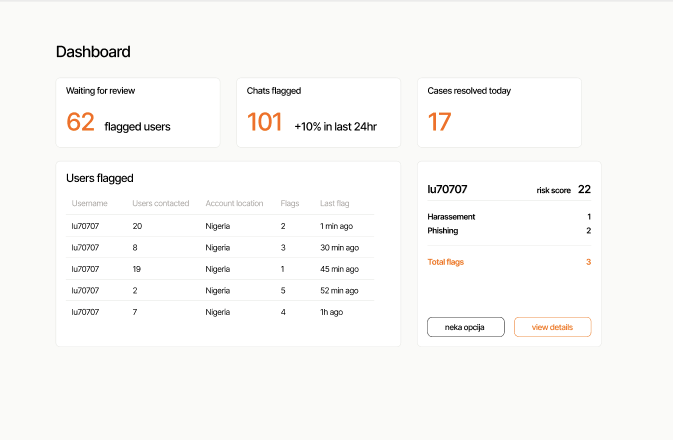 Dashboard
Waiting for review
62 flagged users
Chats flagged
101 +10% in last 24hr
Cases resolved today
17
Users flagged
Username Users contacted Account location Flags Last flag
lu70707 20 Nigeria 2 1 min ago
lu70707 8 Nigeria 3 30 min ago
lu70707 19 Nigeria 1 45 min ago
lu70707 2 Nigeria 5 52 min ago
lu70707 7 Nigeria 4 1h ago
lu70707 risk score 22
Harassement 1
Phishing 2
Total flags 3
neka opcija view details